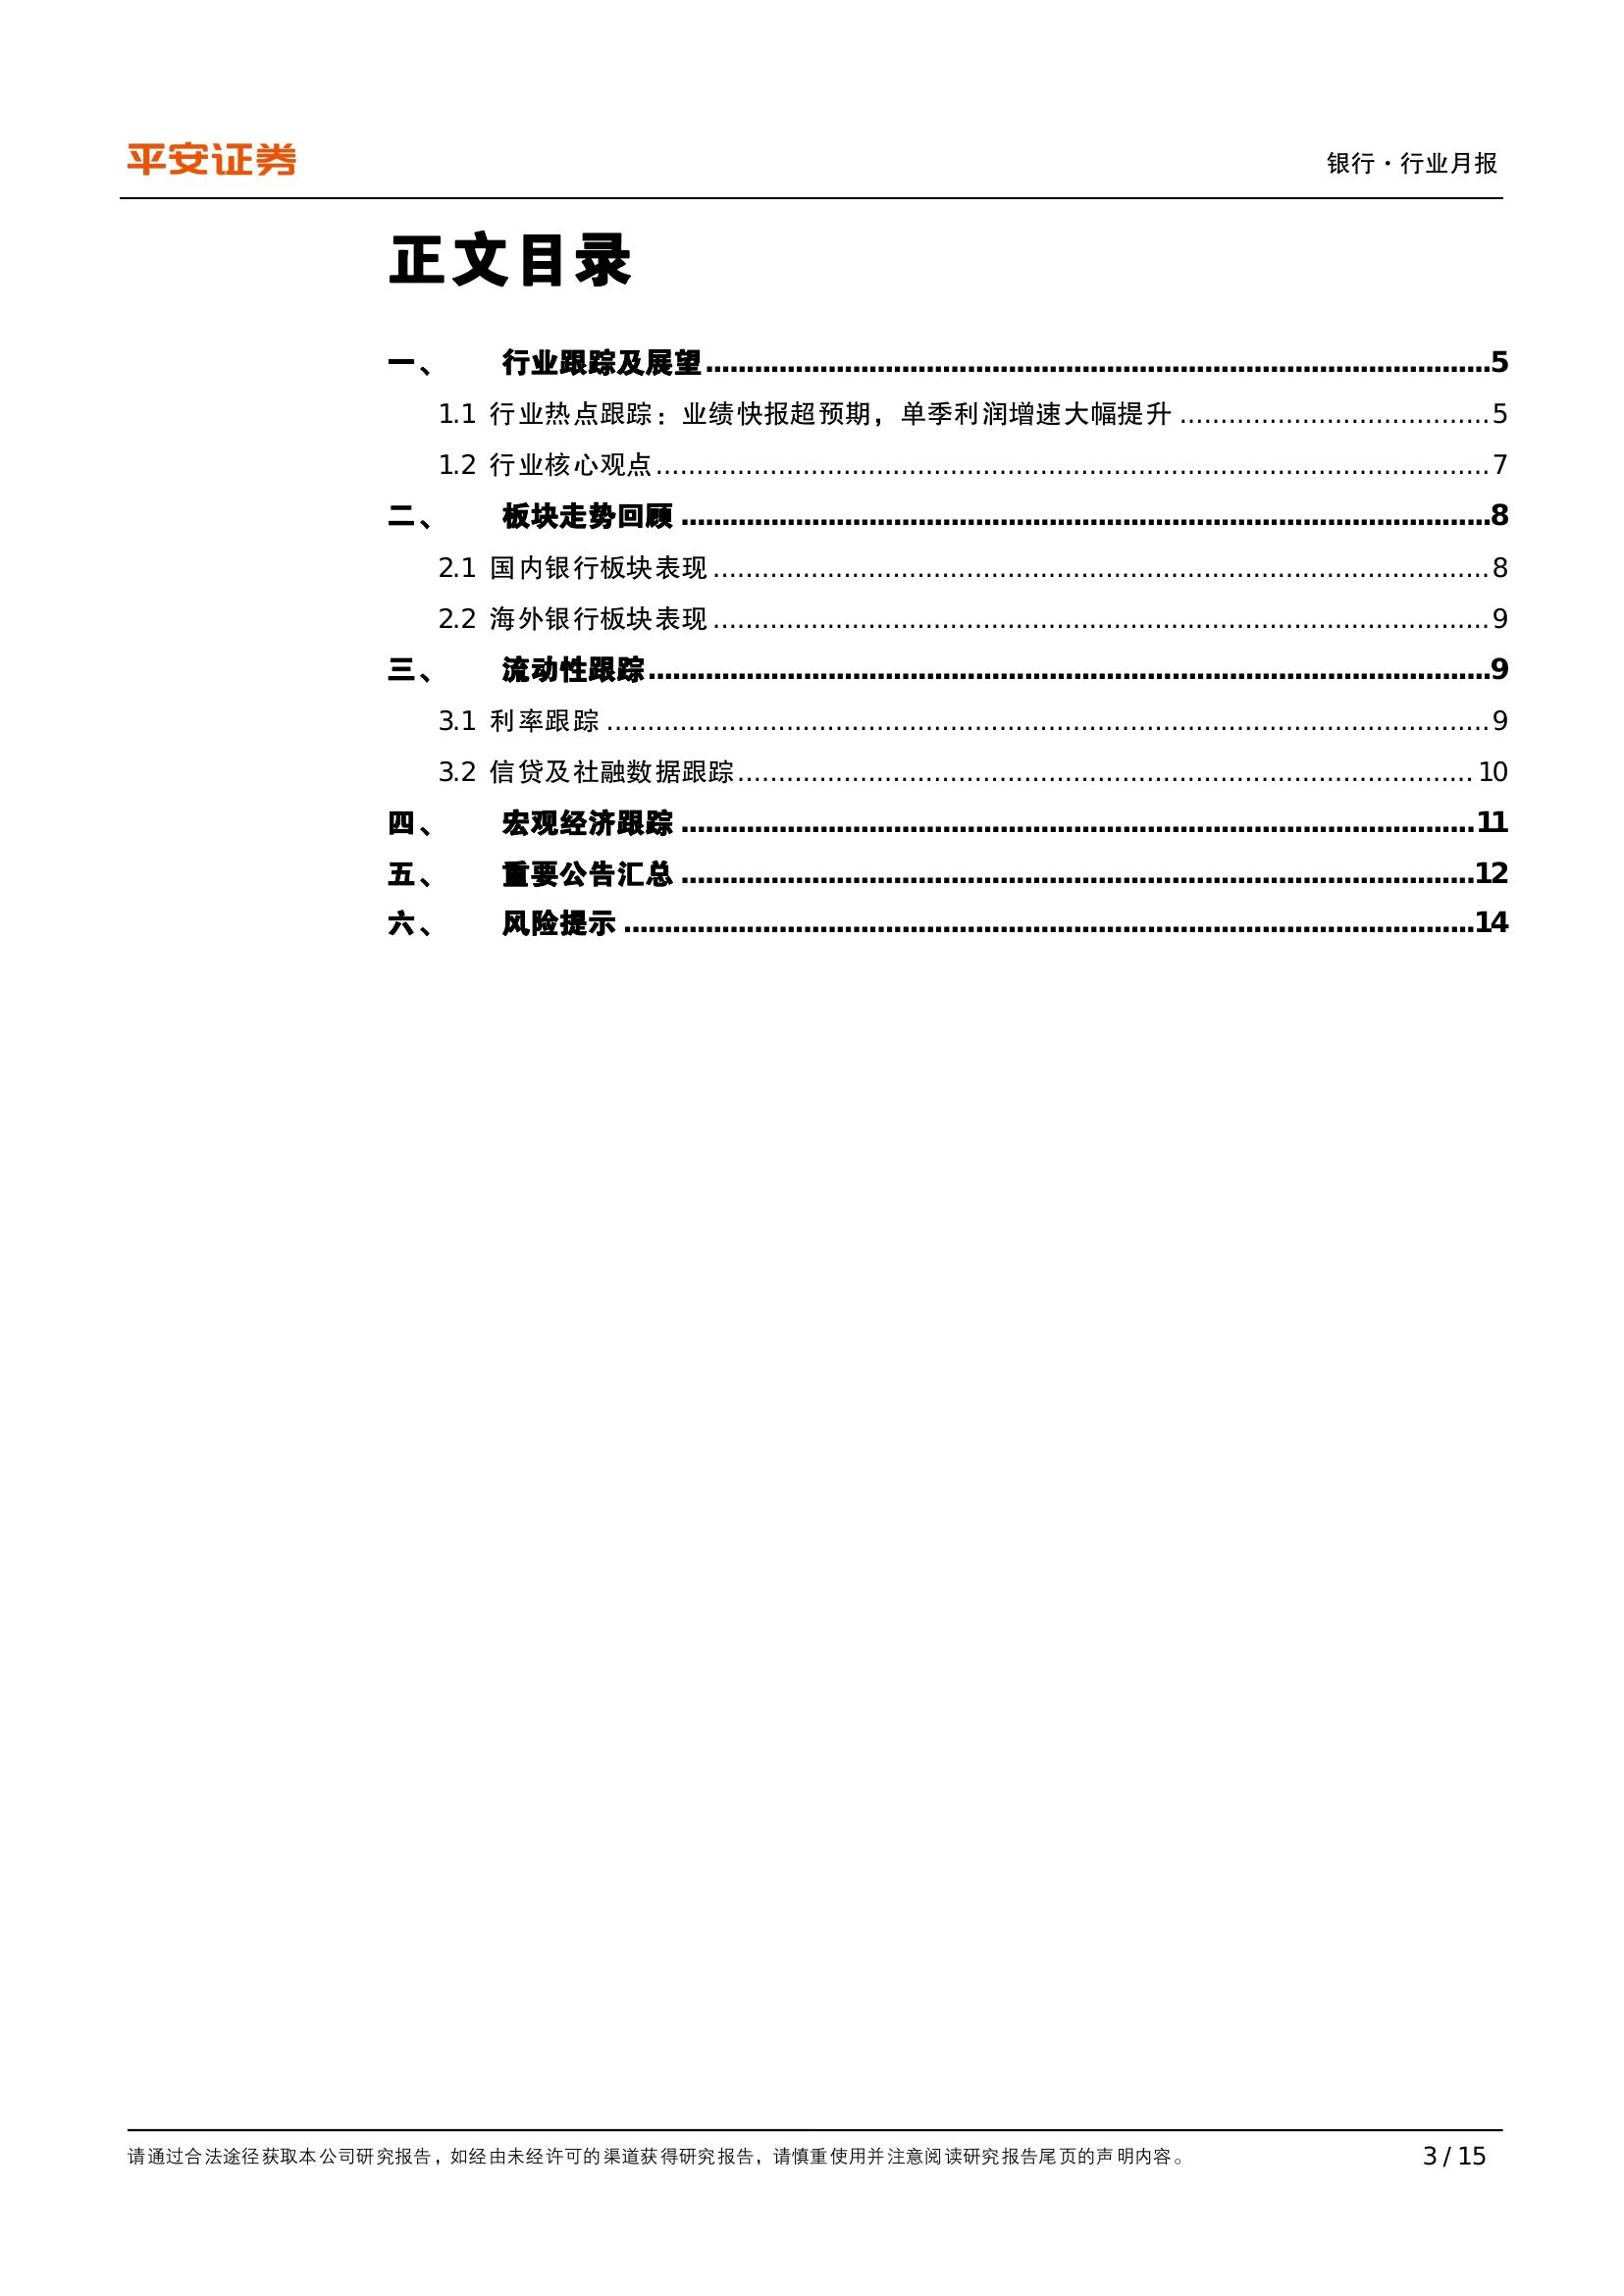 平安证券
银行·行业月报
正文目录
一、 行业跟踪及展望................................................5
1.1 行业热点跟踪：业绩快报超预期，单季利润增速大幅提升................................................5
1.2 行业核心观点................................................7
二、 板块走势回顾................................................8
2.1 国内银行板块表现................................................8
2.2 海外银行板块表现................................................9
三、 流动性跟踪................................................9
3.1 利率跟踪................................................9
3.2 信贷及社融数据跟踪................................................10
四、 宏观经济跟踪................................................11
五、 重要公告汇总................................................12
六、 风险提示................................................14
请通过合法途径获取本公司研究报告，如经由未经许可的渠道获得研究报告，请慎重使用并注意阅读研究报告尾页的声明内容。 3 / 15